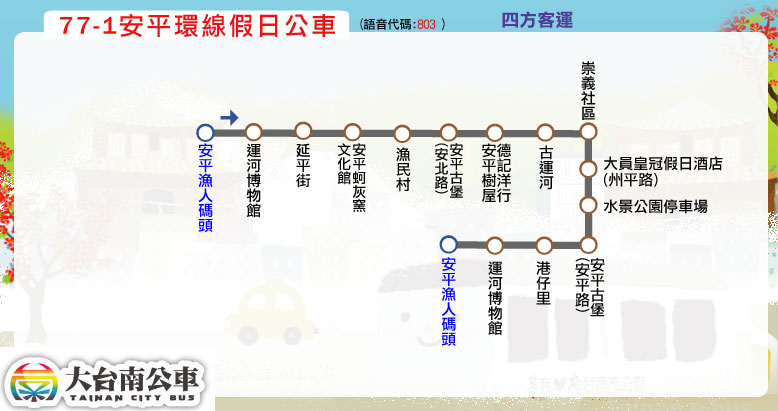 77-1安平環線假日公車
(語音代碼:803 )
四方客運
安平漁人碼頭
運河博物館
延平街
安平蚵灰窯
文化館
漁民村
安平古堡
(安北路)
德記洋行
安平樹屋
古運河
崇義社區
大員皇冠假日酒店
(州平路)
水景公園停車場
安平古堡
(安平路)
港仔里
運河博物館
安平漁人碼頭
大台南公車
TAINAN CITY BUS